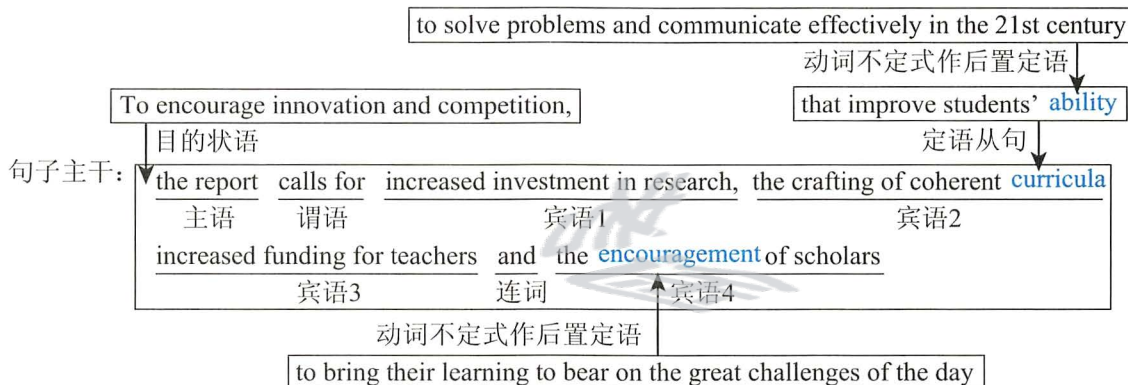 to solve problems and communicate effectively in the 21st century
动词不定式作后置定语
To encourage innovation and competition,
that improve students' ability
目的状语
定语从句
句子主干：
the report calls for increased investment in research, the crafting of coherent curricula
主语 谓语 宾语1 宾语2
increased funding for teachers and the encouragement of scholars
宾语3 连词 宾语4
动词不定式作后置定语
to bring their learning to bear on the great challenges of the day